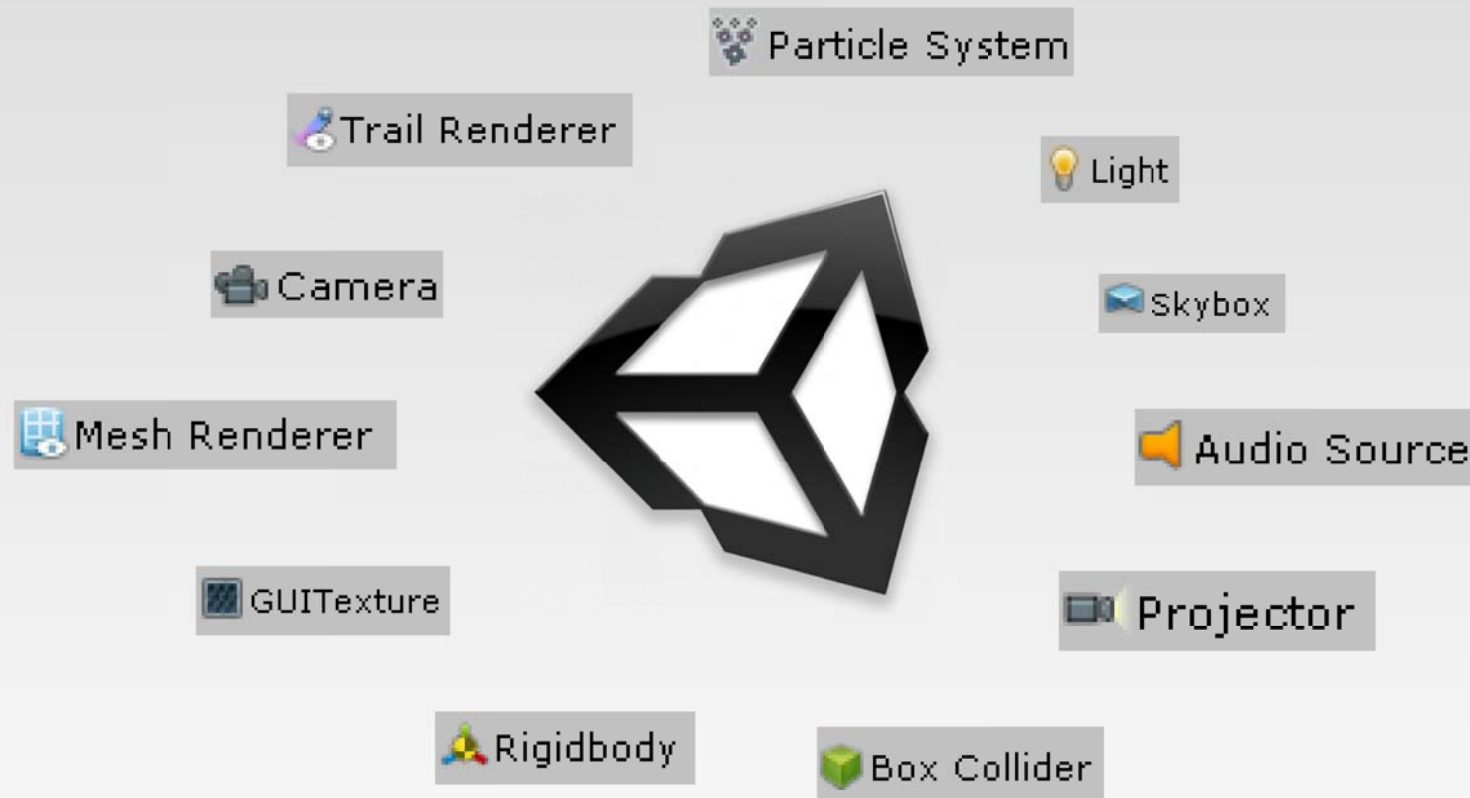 Particle System
Trail Renderer
Light
Camera
Skybox
Mesh Renderer
Audio Source
GUITexture
Projector
Rigidbody
Box Collider